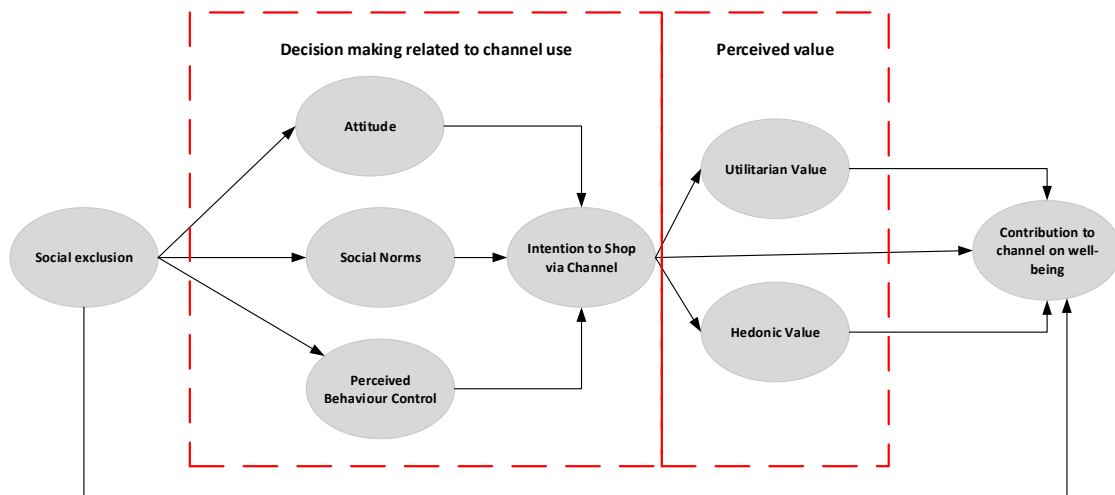 Decision making related to channel use
Perceived value
Attitude
Utilitarian Value
Social exclusion
Social Norms
Intention to Shop
via Channel
Contribution to
channel on well-
being
Hedonic Value
Perceived
Behaviour Control